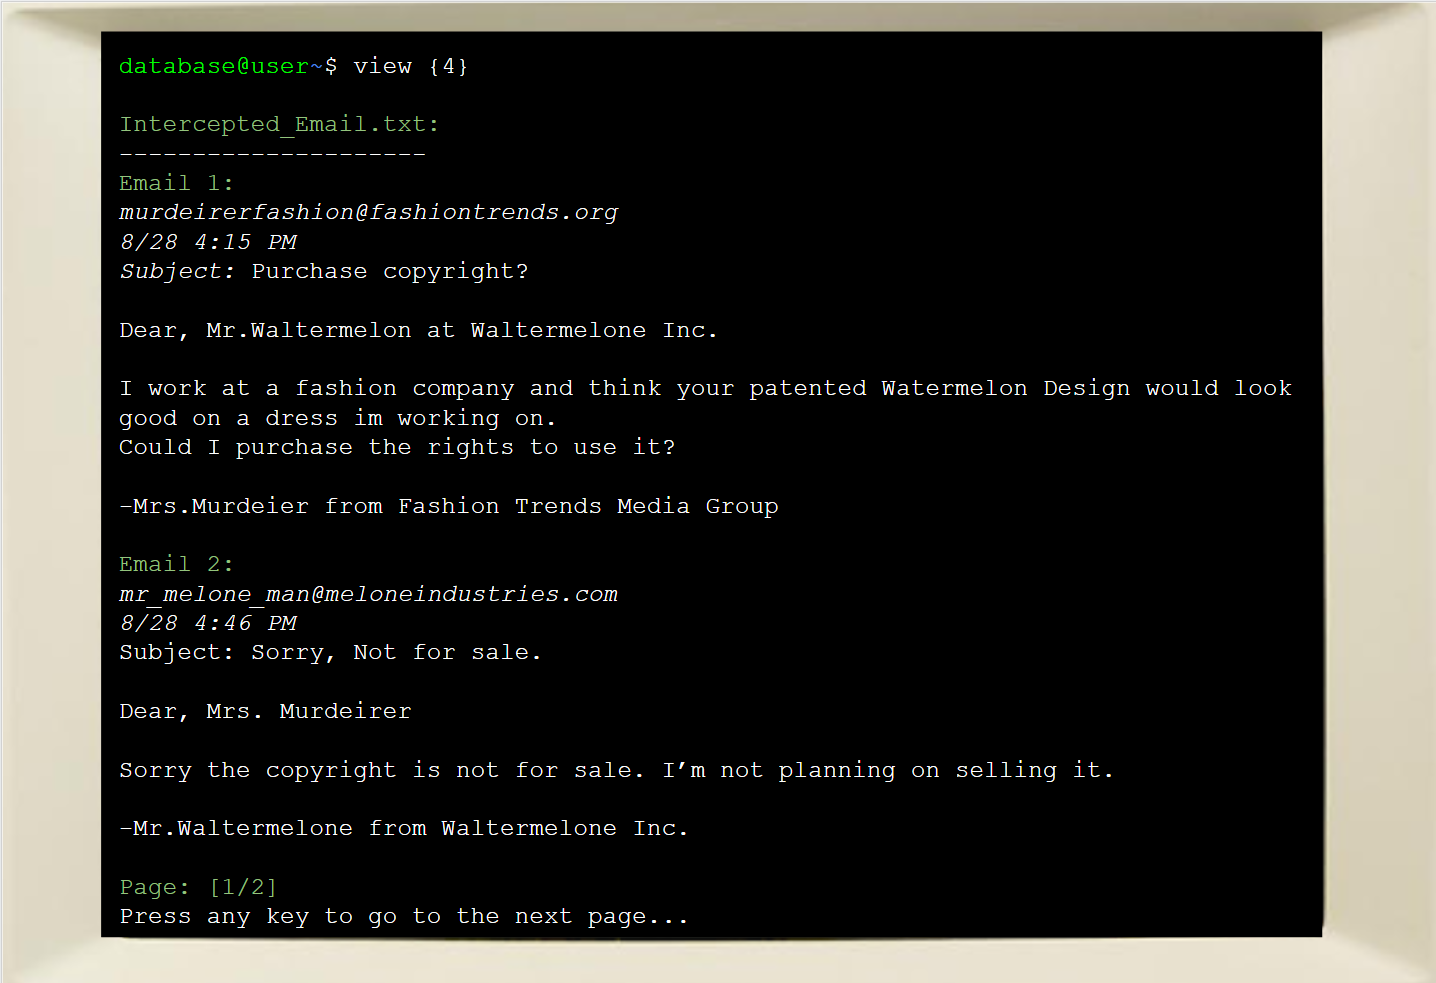 database@user~$ view {4}
Intercepted_Email.txt:
---------------------
Email 1:
murdeirerfashion@fashiontrends.org
8/28 4:15 PM
Subject: Purchase copyright?
Dear, Mr.Waltermelon at Waltermelone Inc.
I work at a fashion company and think your patented Watermelon Design would look
good on a dress im working on.
Could I purchase the rights to use it?
-Mrs.Murdeier from Fashion Trends Media Group
Email 2:
mr_melone_man@meloneindustries.com
8/28 4:46 PM
Subject: Sorry, Not for sale.
Dear, Mrs. Murdeirer
Sorry the copyright is not for sale. I’m not planning on selling it.
-Mr.Waltermelone from Waltermelone Inc.
Page: [1/2]
Press any key to go to the next page...